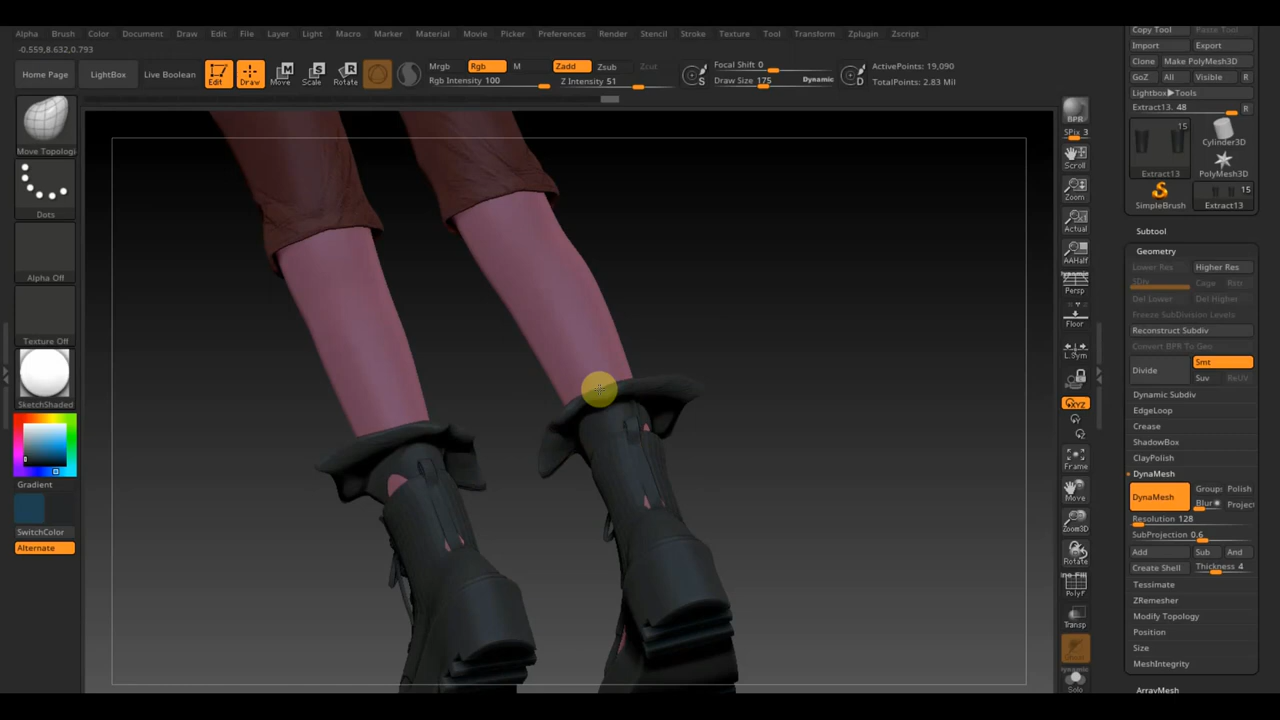 Alpha Brush Color Document Draw Edit File Layer Light Macro Marker Material Movie Picker Preferences Render Stencil Stroke Texture Tool Transform Zplugin Zscript
-0.559,8.632,0.793
Home Page
LightBox
Live Boolean
Edit
Draw
Move
Scale
Rotate
Mrgb
Rgb
M
Rgb Intensity 100
Zadd
Zsub
Zcut
Z Intensity 51
S
Focal Shift 0
Draw Size 175
Dynamic
D
ActivePoints: 19,090
TotalPoints: 2.83 Mil
Move Topologi
Dots
Alpha Off
Texture Off
SketchShaded
Gradient
SwitchColor
Alternate
BPR
SPix 3
Scroll
Zoom
Actual
AAHalf
Dynamic
Persp
Floor
L.Sym
XYZ
Frame
Move
Zoom3D
Rotate
Line Fill
PolyF
Transp
Dynamic
Solo
Copy Tool
Paste Tool
Import
Export
Clone
Make PolyMesh3D
GoZ
All
Visible
R
Lightbox▶Tools
Extract13. 48
R
15
Extract13
Cylinder3D
PolyMesh3D
SimpleBrush
15
Extract13
Subtool
Geometry
Lower Res
Higher Res
SDiv
Cage
Rstr
Del Lower
Del Higher
Freeze SubDivision Levels
Reconstruct Subdiv
Convert BPR To Geo
Divide
Smt
Suv
ReUV
Dynamic Subdiv
EdgeLoop
Crease
ShadowBox
ClayPolish
DynaMesh
DynaMesh
Group:
Polish
Blur
Projec
Resolution 128
SubProjection 0.6
Add
Sub
And
Create Shell
Thickness 4
Tessimate
ZRemesher
Modify Topology
Position
Size
MeshIntegrity
ArrayMesh